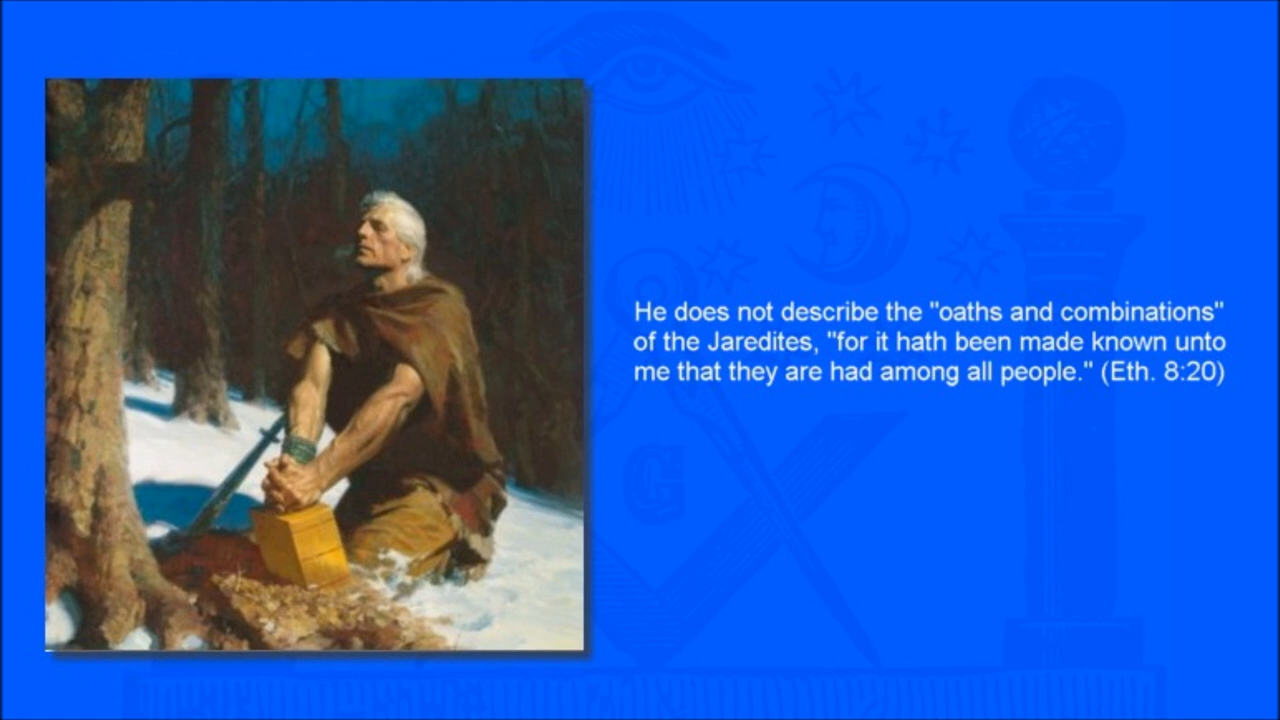 He does not describe the "oaths and combinations"
of the Jaredites, "for it hath been made known unto
me that they are had among all people." (Eth. 8:20)
G